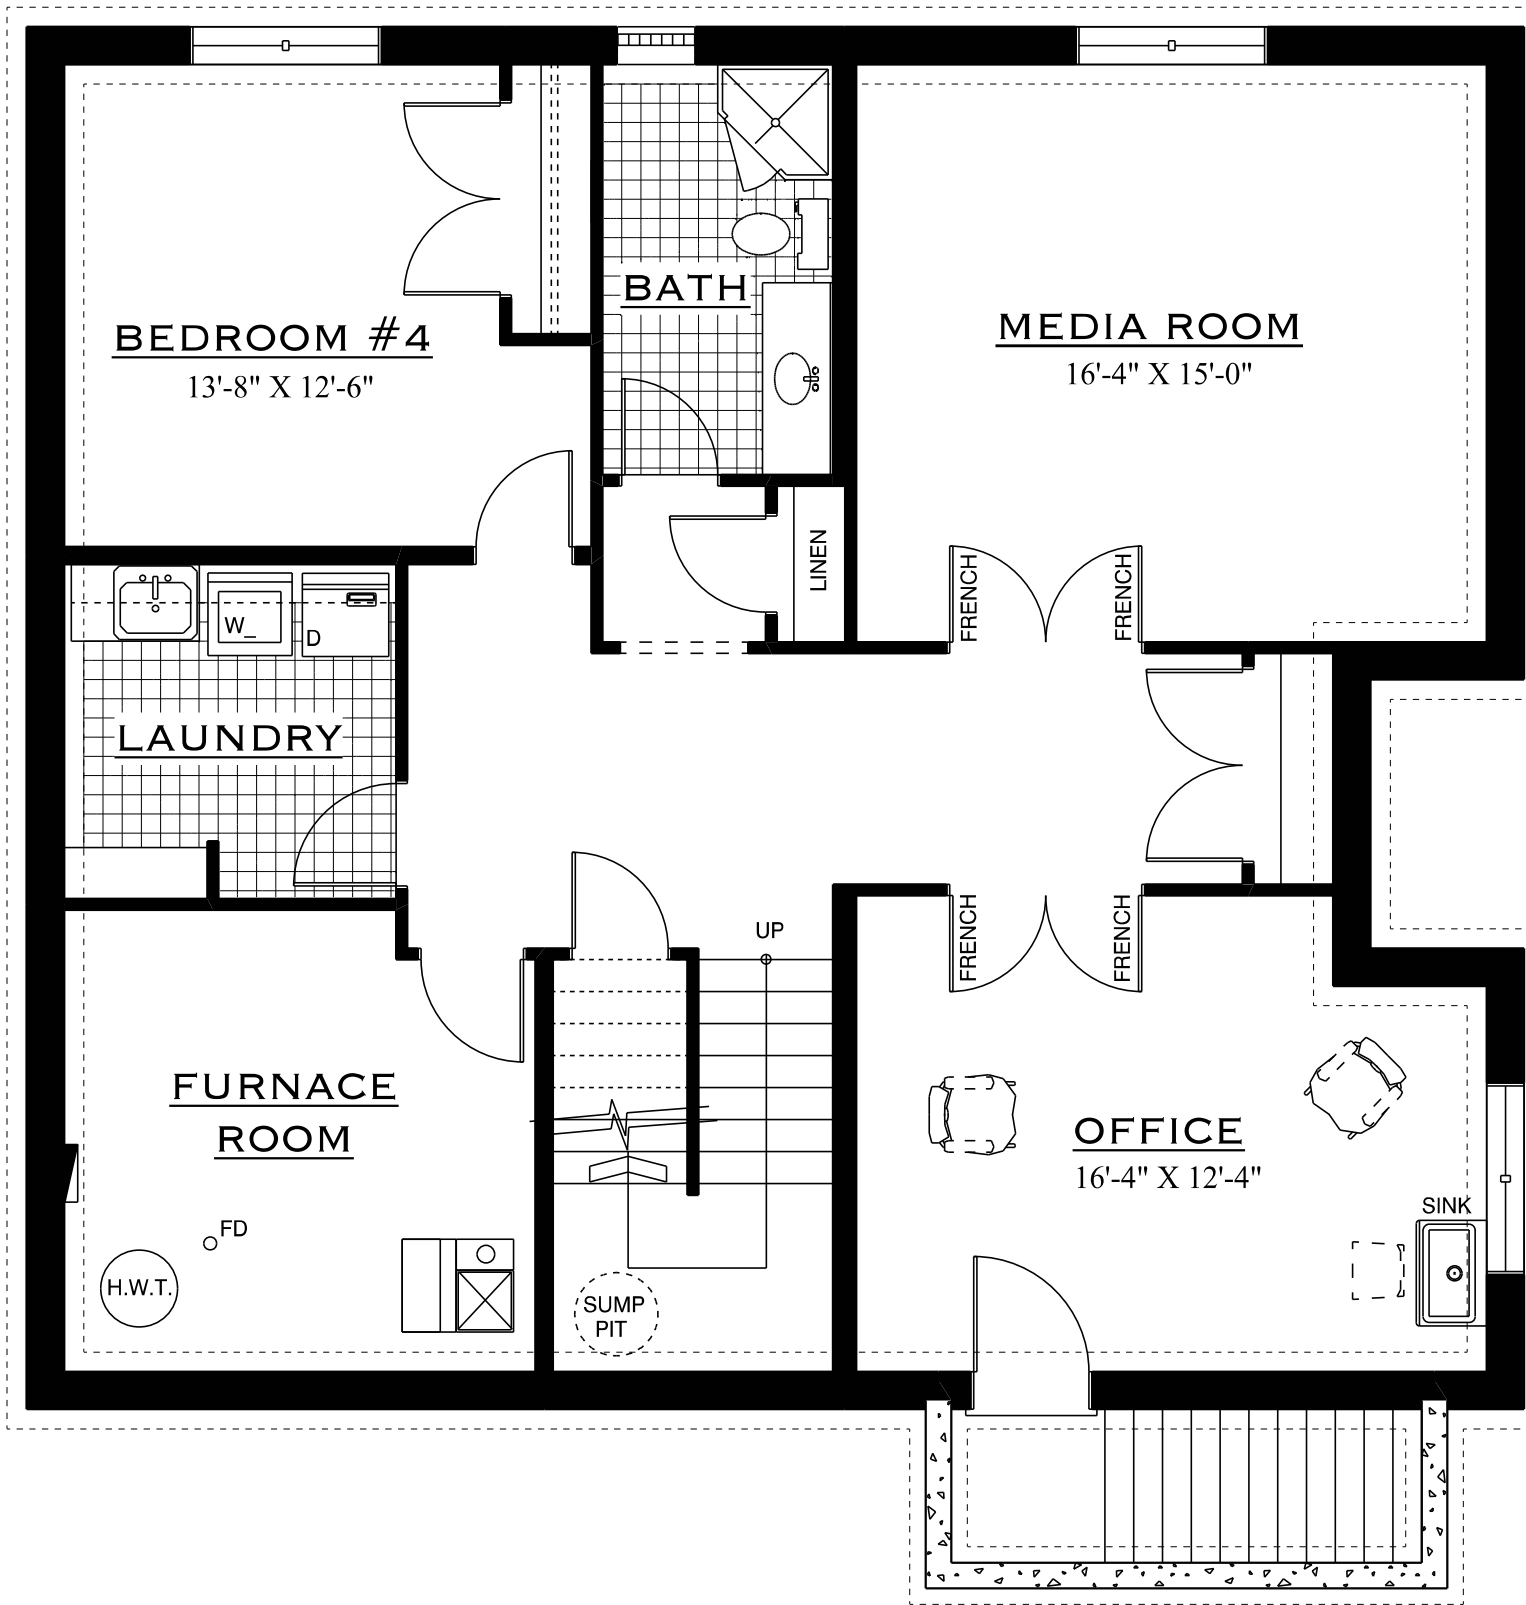 BATH
BEDROOM #4
13'-8" X 12'-6"
MEDIA ROOM
16'-4" X 15'-0"
LINEN
FRENCH
FRENCH
W_
D
LAUNDRY
UP
FRENCH
FRENCH
FURNACE
ROOM
OFFICE
16'-4" X 12'-4"
SINK
FD
H.W.T.
SUMP
PIT